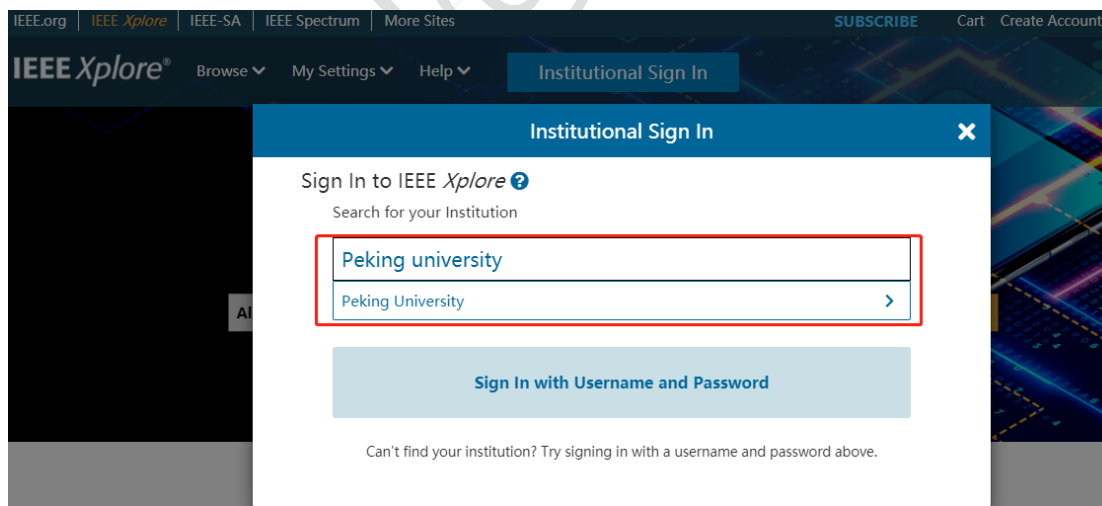 IEEE.org IEEE Xplore IEEE-SA IEEE Spectrum More Sites SUBSCRIBE Cart Create Account
IEEE Xplore® Browse My Settings Help Institutional Sign In
Institutional Sign In
Sign In to IEEE Xplore
Search for your Institution
Peking university
Peking University
Al
Sign In with Username and Password
Can't find your institution? Try signing in with a username and password above.